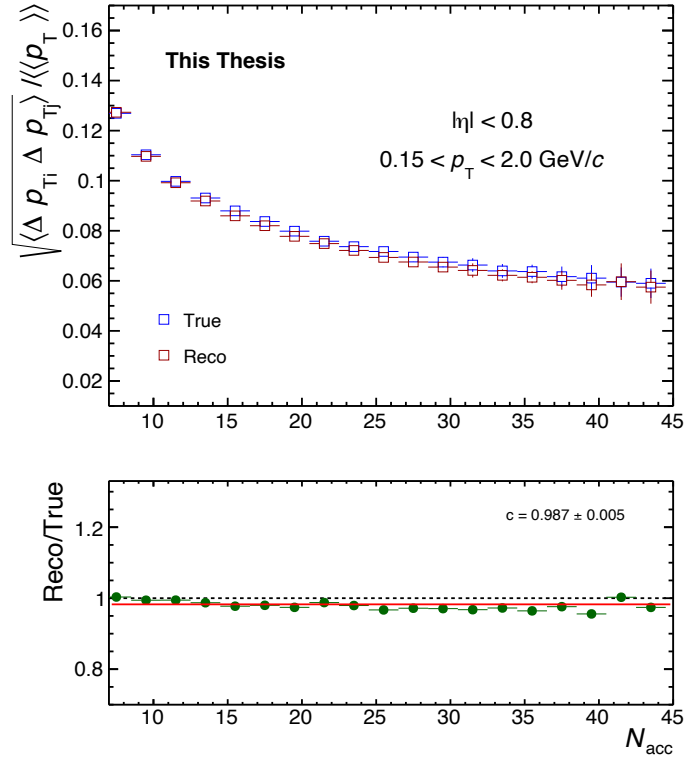 This Thesis
|η| < 0.8
0.15 < p_T < 2.0 GeV/c
√⟨Δ p_Ti Δ p_Tj⟩ /⟨⟨p_T⟩⟩
0.16
0.14
0.12
0.1
0.08
0.06
0.04
0.02
True
Reco
10 15 20 25 30 35 40 45
Reco/True
1.2
1
0.8
c = 0.987 ± 0.005
10 15 20 25 30 35 40 45
N_acc